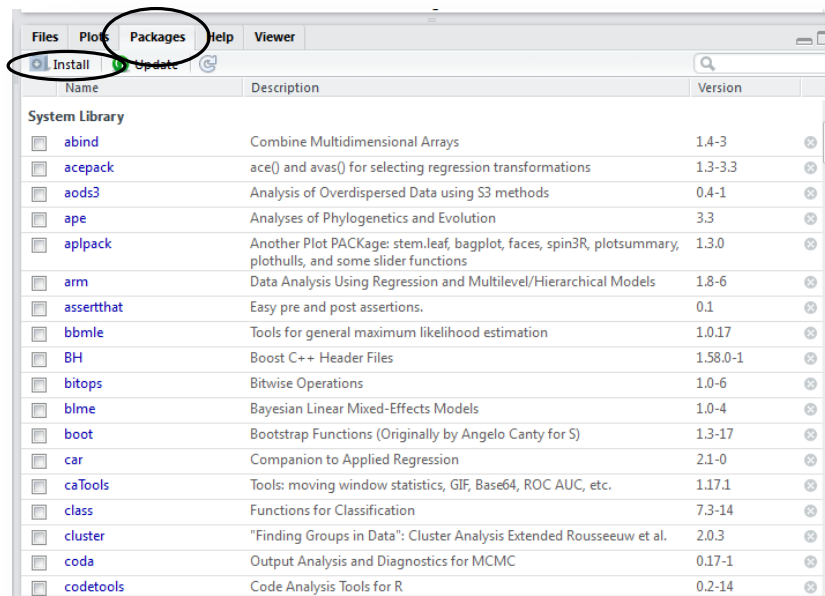 Files Plots Packages Help Viewer
Install Update
Name Description Version
System Library
abind Combine Multidimensional Arrays 1.4-3
acepack ace() and avas() for selecting regression transformations 1.3-3.3
aods3 Analysis of Overdispersed Data using S3 methods 0.4-1
ape Analyses of Phylogenetics and Evolution 3.3
aplpack Another Plot PACKage: stem.leaf, bagplot, faces, spin3R, plotsummary, 1.3.0
plothulls, and some slider functions
arm Data Analysis Using Regression and Multilevel/Hierarchical Models 1.8-6
assertthat Easy pre and post assertions. 0.1
bbmle Tools for general maximum likelihood estimation 1.0.17
BH Boost C++ Header Files 1.58.0-1
bitops Bitwise Operations 1.0-6
blme Bayesian Linear Mixed-Effects Models 1.0-4
boot Bootstrap Functions (Originally by Angelo Canty for S) 1.3-17
car Companion to Applied Regression 2.1-0
caTools Tools: moving window statistics, GIF, Base64, ROC AUC, etc. 1.17.1
class Functions for Classification 7.3-14
cluster "Finding Groups in Data": Cluster Analysis Extended Rousseeuw et al. 2.0.3
coda Output Analysis and Diagnostics for MCMC 0.17-1
codetools Code Analysis Tools for R 0.2-14